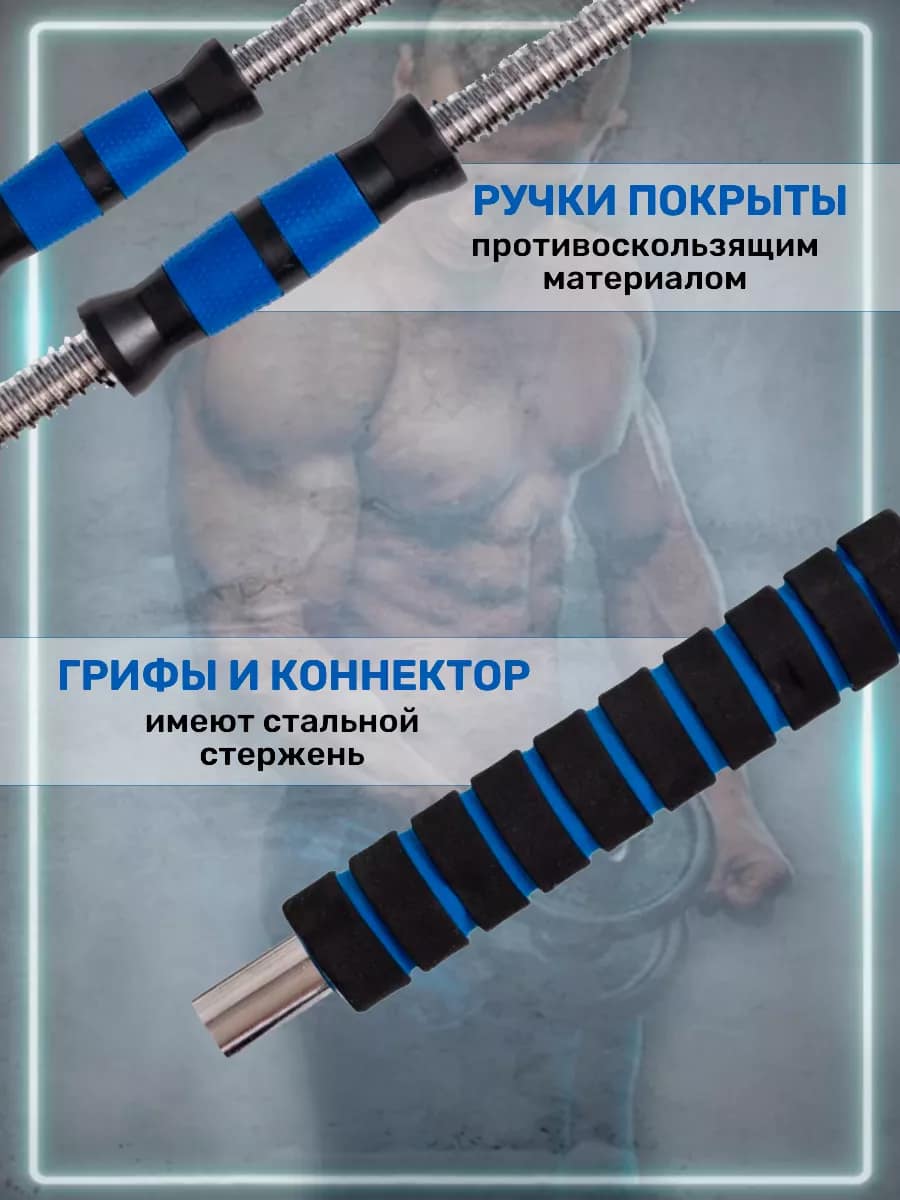 РУЧКИ ПОКРЫТЫ
противоскользящим
материалом
ГРИФЫ И КОННЕКТОР
имеют стальной
стержень